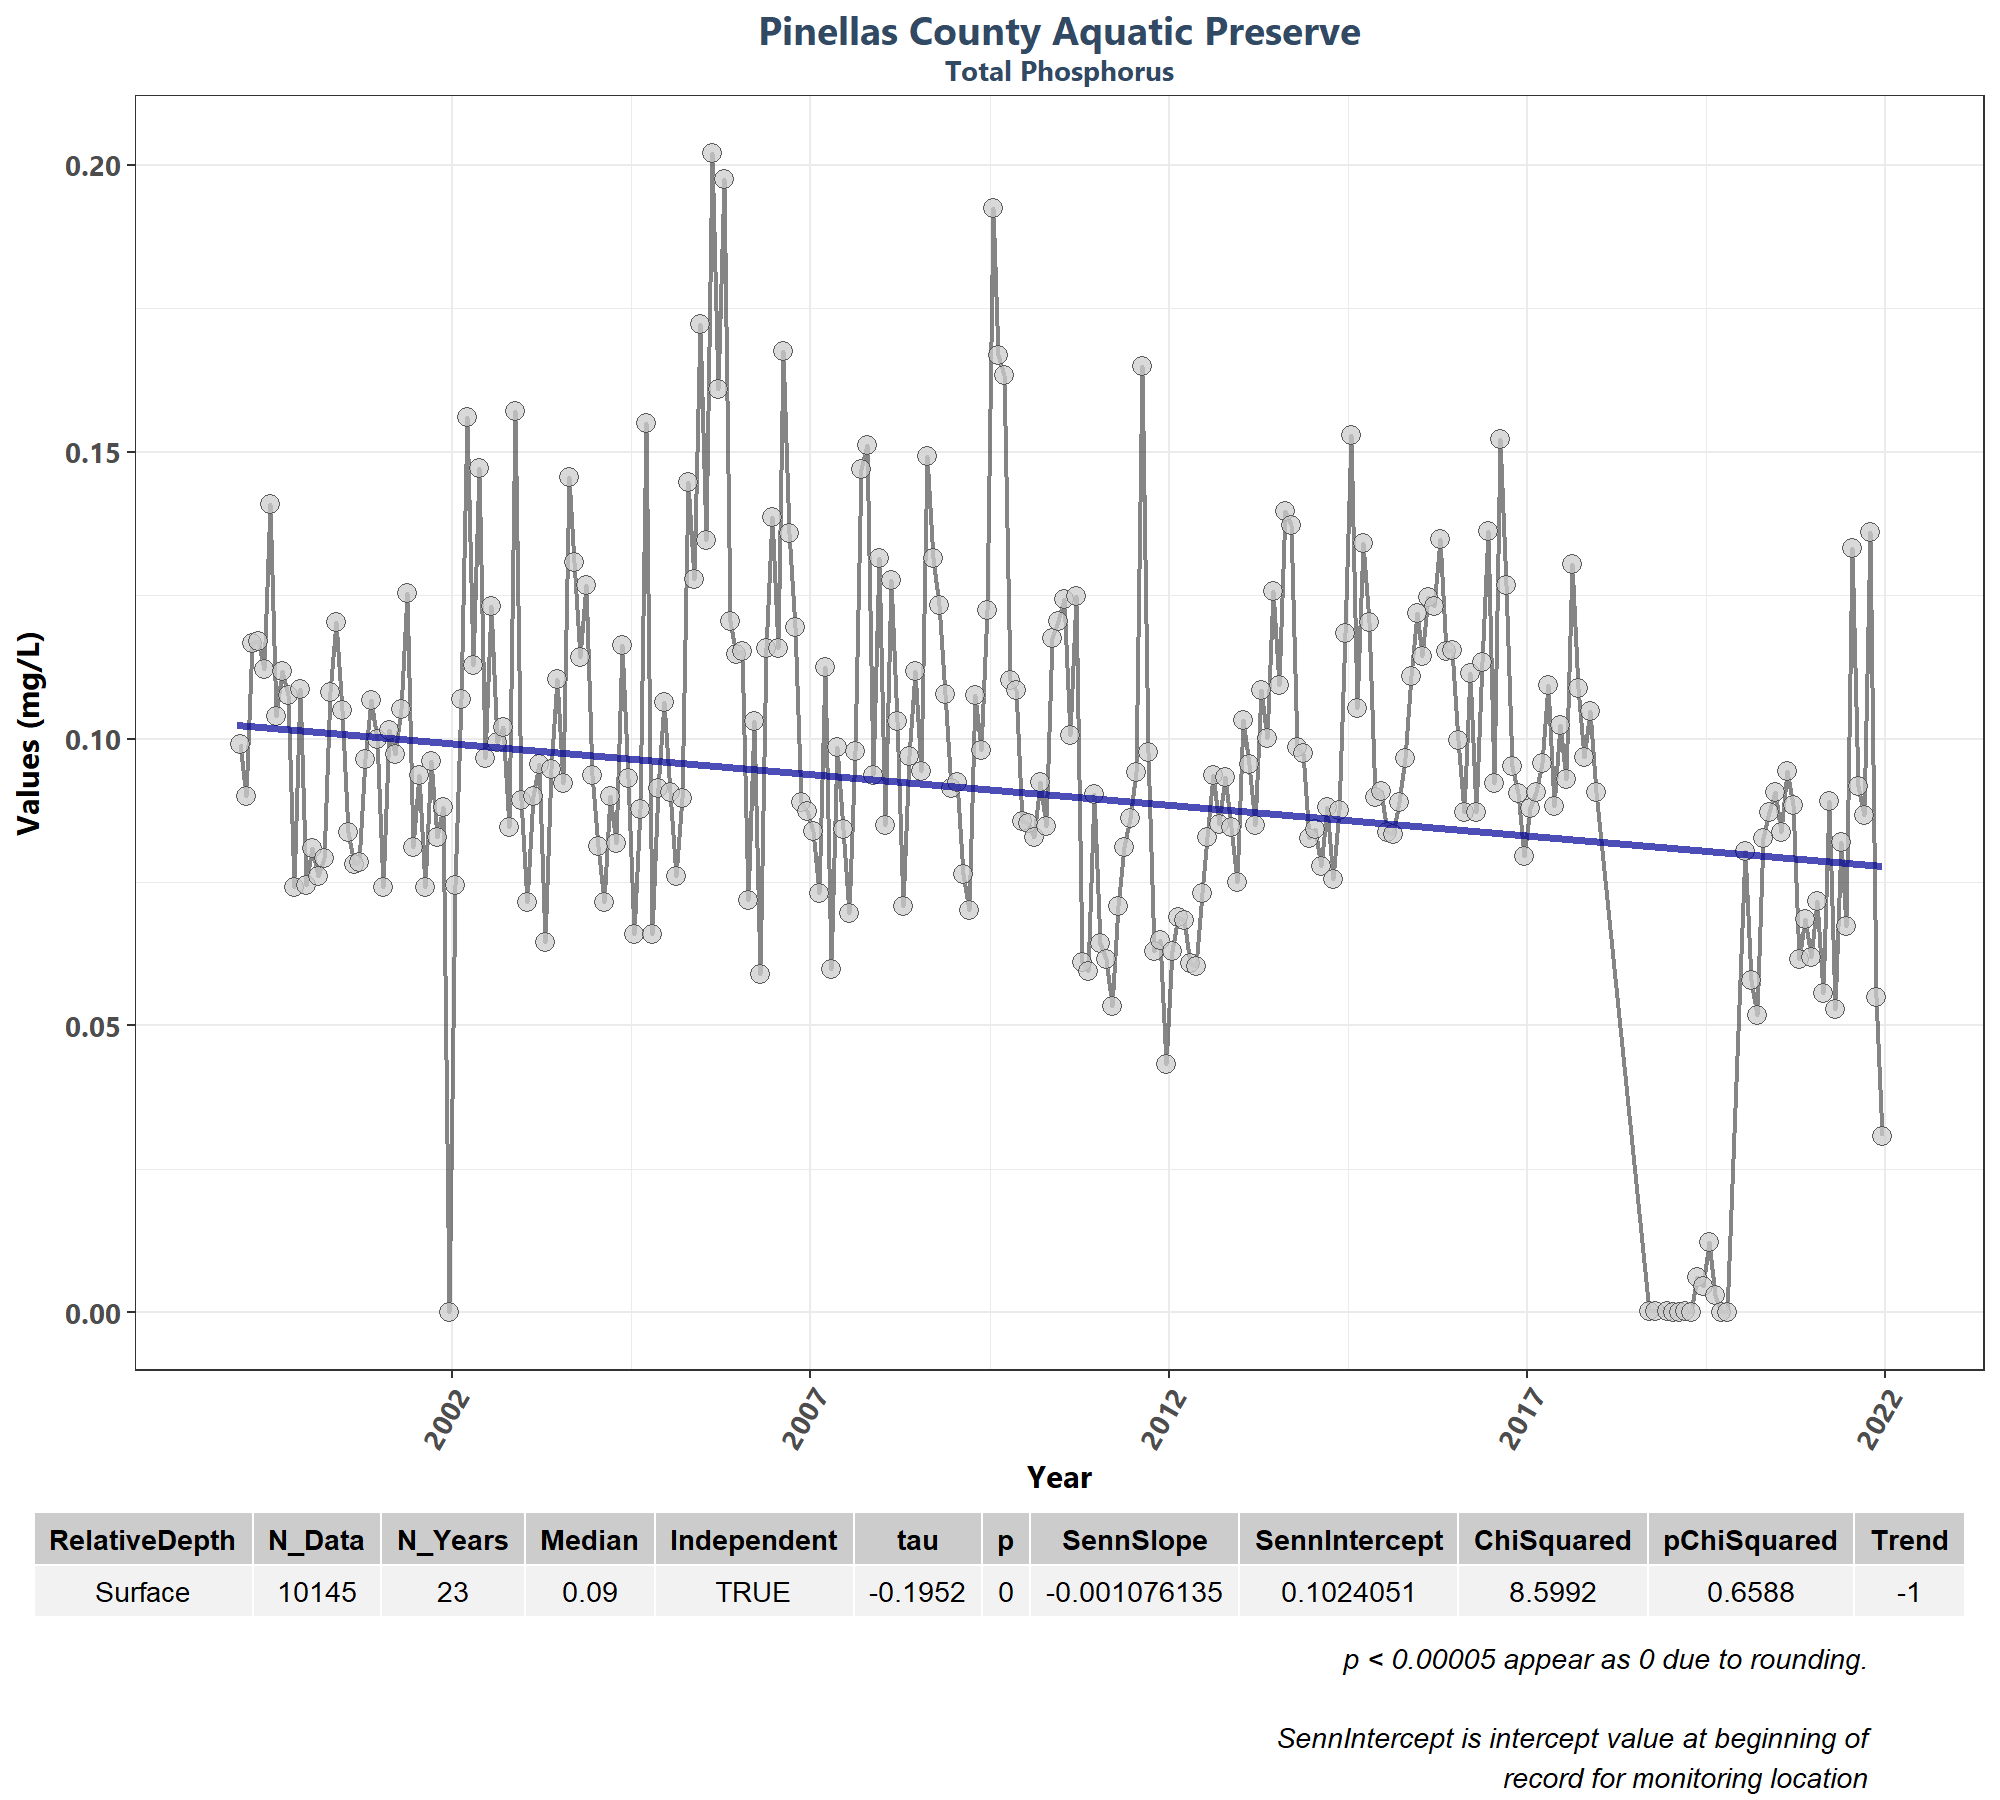 Pinellas County Aquatic Preserve
Total Phosphorus
Values (mg/L)
0.20
0.15
0.10
0.05
0.00
2002
2007
2012
2017
2022
Year
RelativeDepth N_Data N_Years Median Independent tau p SennSlope SennIntercept ChiSquared pChiSquared Trend
Surface 10145 23 0.09 TRUE -0.1952 0 -0.001076135 0.1024051 8.5992 0.6588 -1
p < 0.00005 appear as 0 due to rounding.
SennIntercept is intercept value at beginning of
record for monitoring location